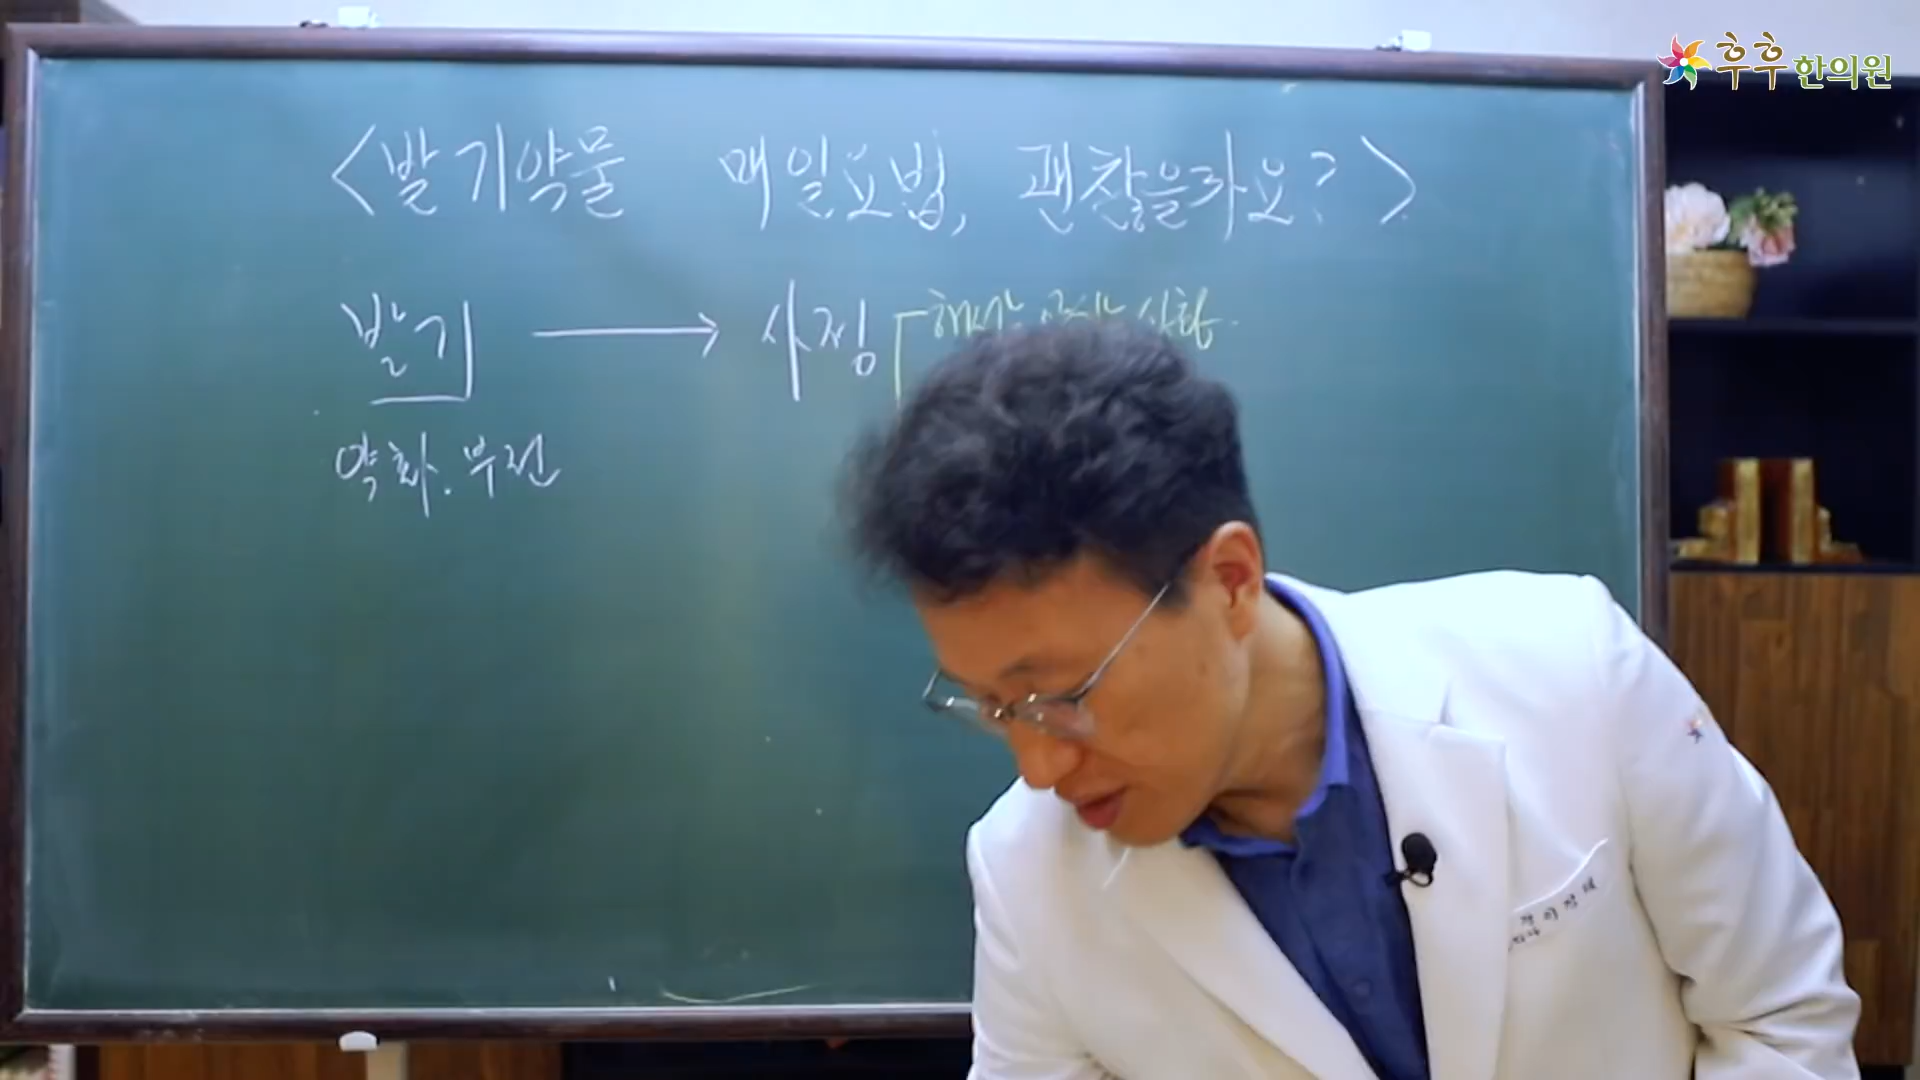 후후한의원
<발기약물 매일요법, 괜찮을까요?>
발기 → 사정
약화. 부전